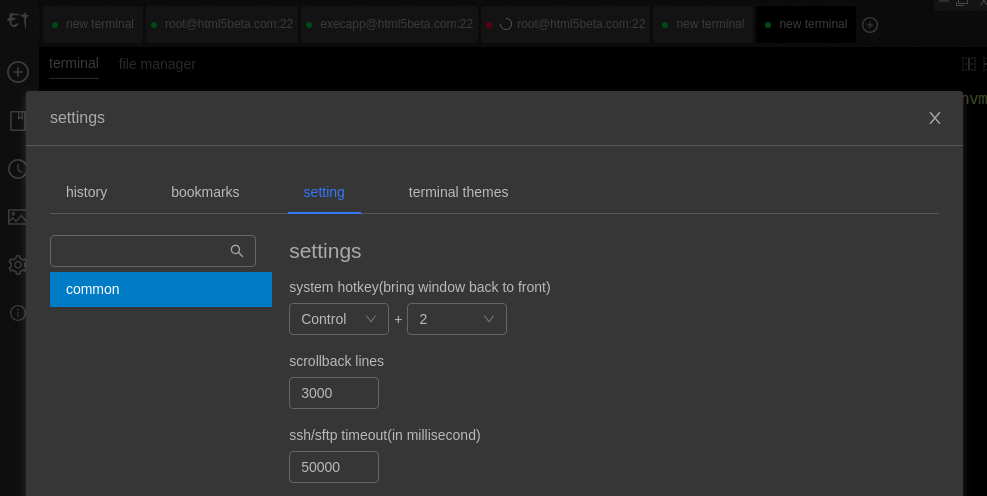 new terminal root@html5beta.com:22 execapp@html5beta.com:22 root@html5beta.com:22 new terminal new terminal
terminal file manager
nvm
settings
history bookmarks setting terminal themes
settings
common
system hotkey(bring window back to front)
Control + 2
scrollback lines
3000
ssh/sftp timeout(in millisecond)
50000